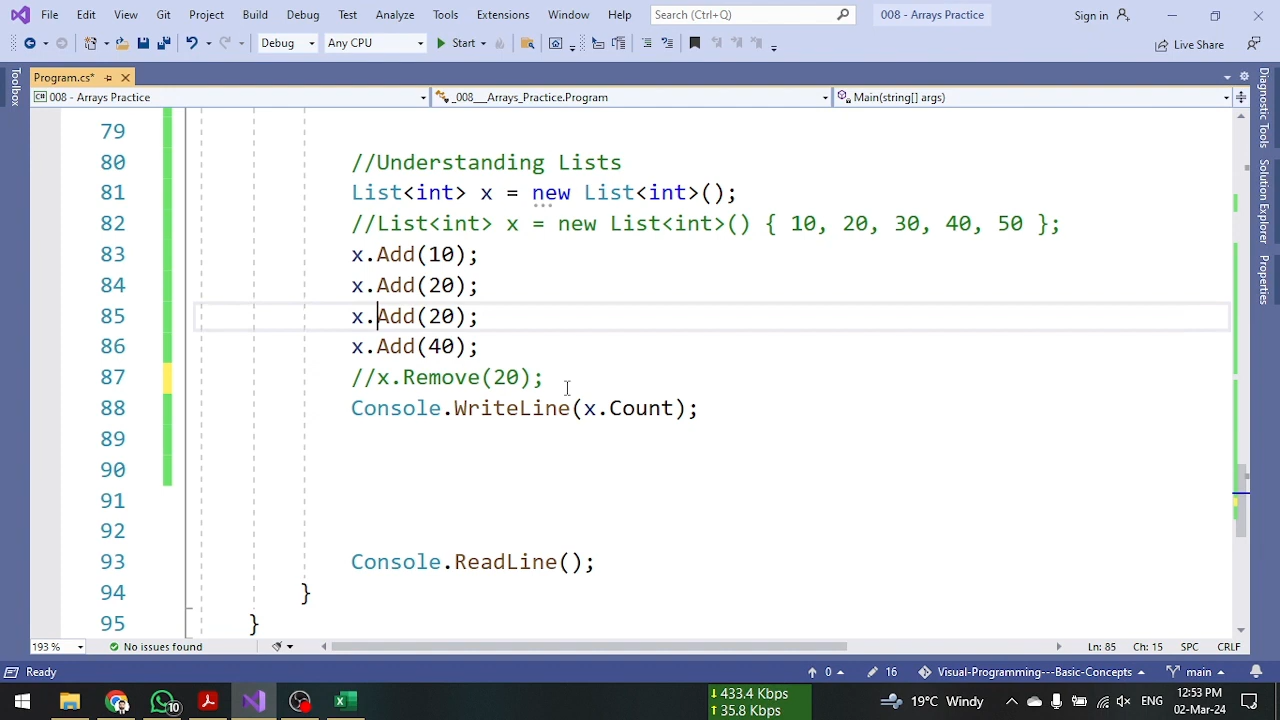 File Edit View Git Project Build Debug Test Analyze Tools Extensions Window Help Search (Ctrl+Q) 008 - Arrays Practice Sign in
Debug Any CPU Start Live Share
Toolbox
Program.cs*
008 - Arrays Practice _008___Arrays_Practice.Program Main(string[] args)
79
80 //Understanding Lists
81 List<int> x = new List<int>();
82 //List<int> x = new List<int>() { 10, 20, 30, 40, 50 };
83 x.Add(10);
84 x.Add(20);
85 x.Add(20);
86 x.Add(40);
87 //x.Remove(20);
88 Console.WriteLine(x.Count);
89
90
91
92
93 Console.ReadLine();
94 }
95 }
Diagnostic Tools
Solution Explorer
Properties
193 % No issues found Ln: 85 Ch: 15 SPC CRLF
Ready 0 16 Visual-Programming---Basic-Concepts main
10 ↓ 433.4 Kbps 19°C Windy ENG 12:53 PM
↑ 35.8 Kbps 02-Mar-24